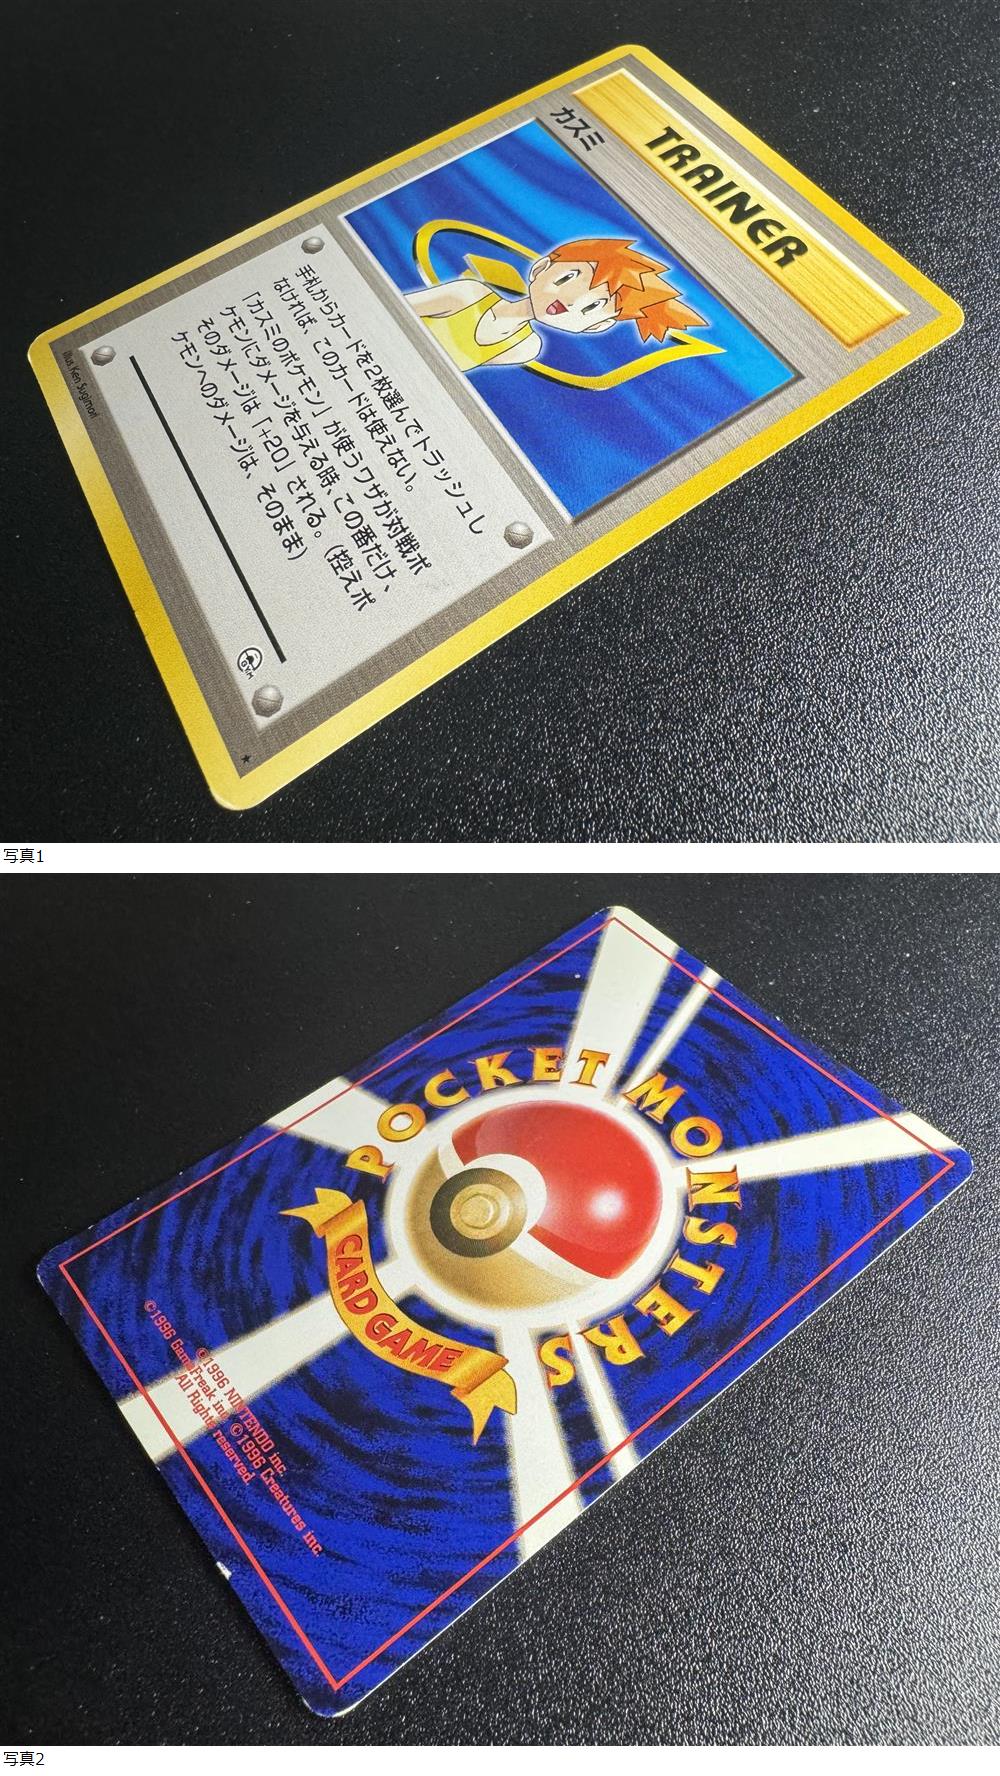 TRAINER
カスミ
手札からカードを2枚選んでトラッシュし
なければ、このカードは使えない。
「カスミのポケモン」が使うワザが対戦ポ
ケモンにダメージを与える時、この番だけ、
そのダメージは「+20」される。(控えポ
ケモンへのダメージは、そのまま)
Illus. Ken Sugimori
GYM
写真1
POCKET MONSTERS
CARD GAME
©1996 NINTENDO inc.
©1996 GameFreak inc. ©1996 Creatures inc.
All Rights reserved.
写真2